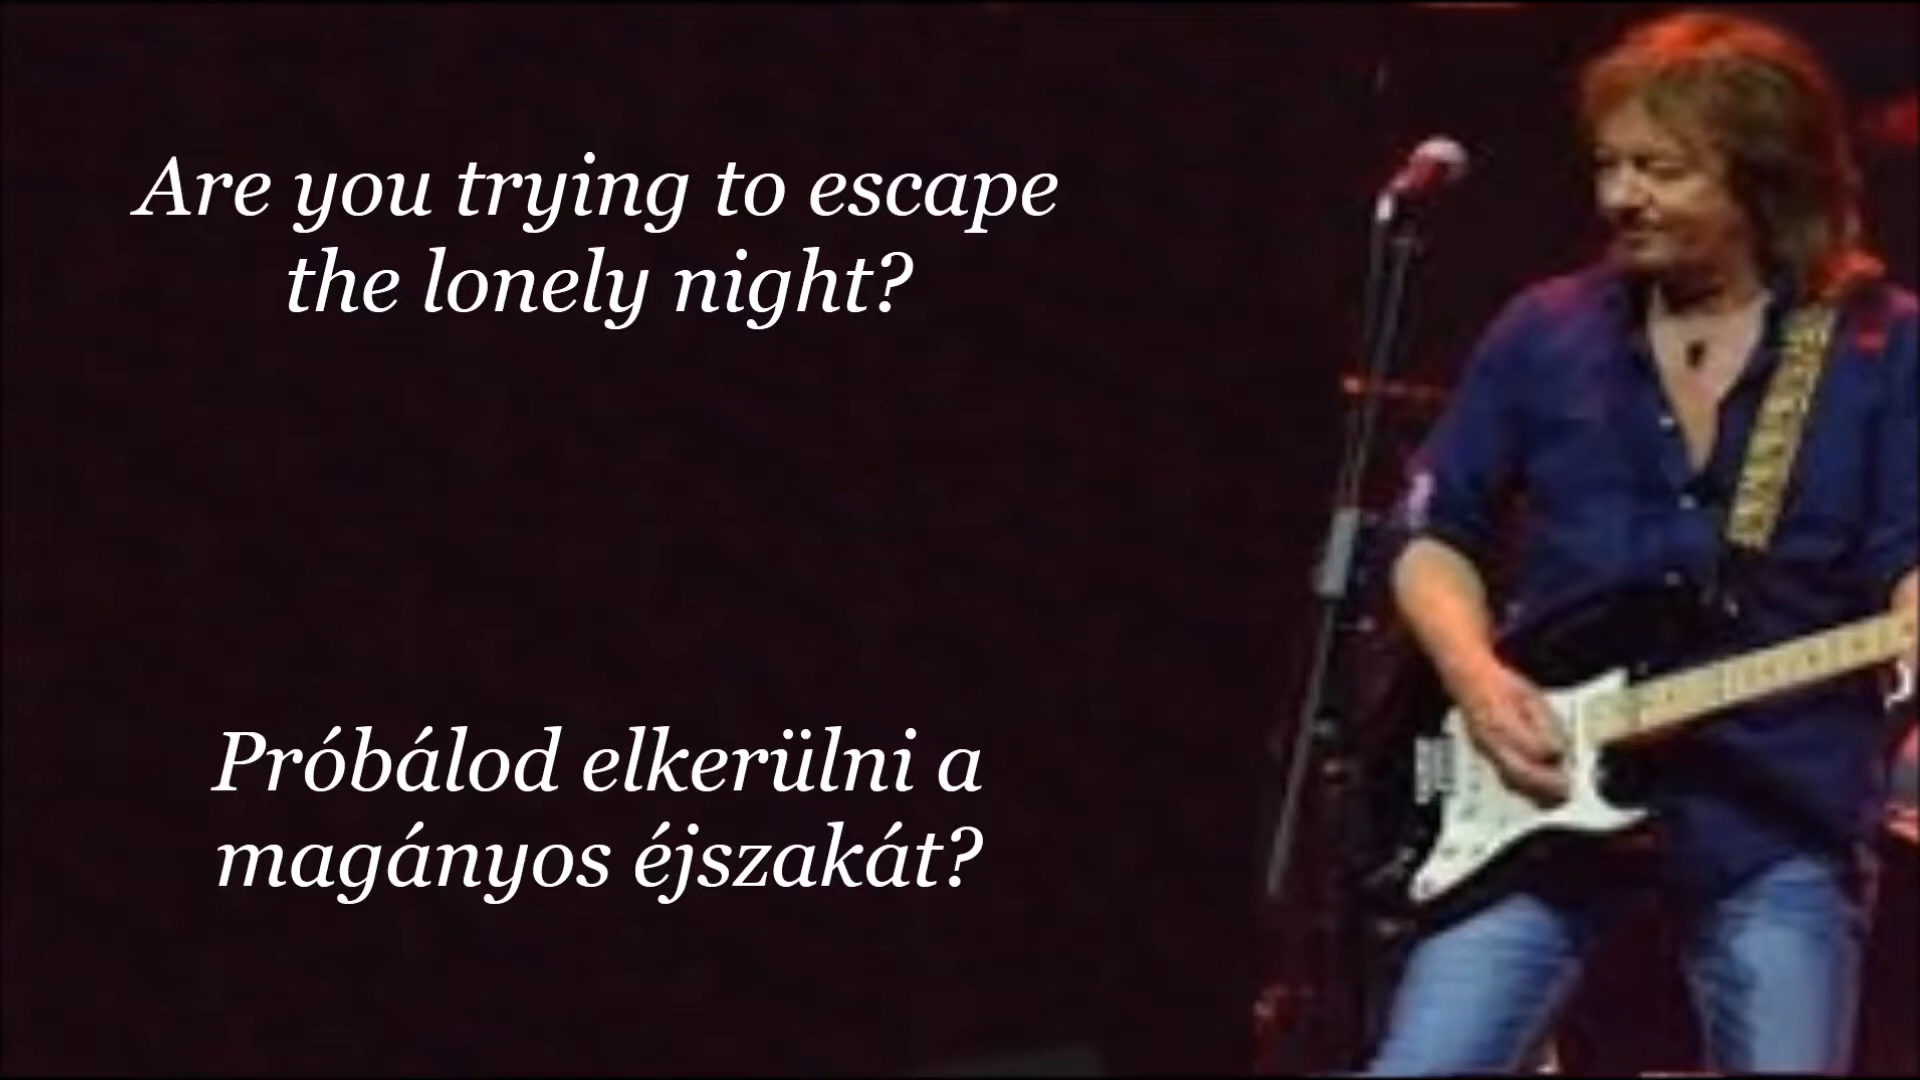 Are you trying to escape
the lonely night?
Próbálod elkerülni a
magányos éjszakát?